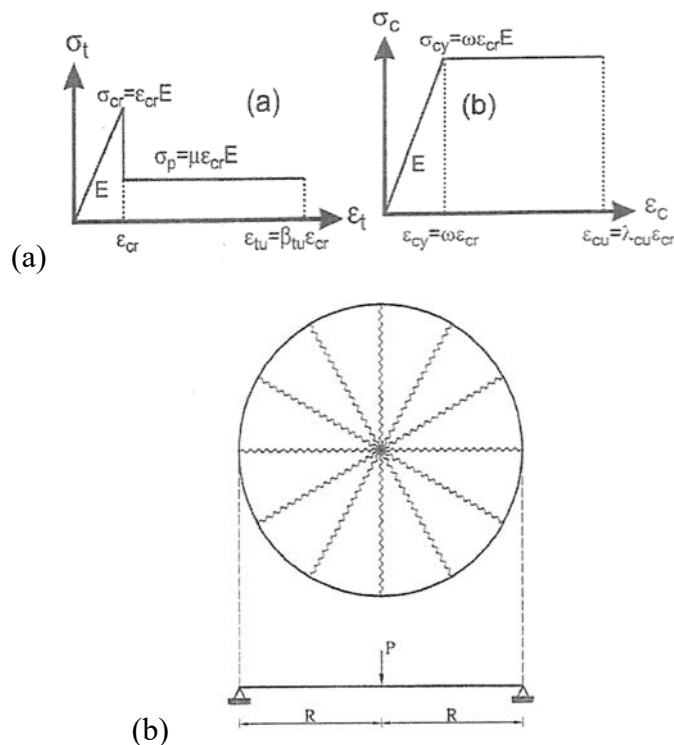 σt
σcr=εcrE
(a)
σp=μεcrE
E
εt
εcr
εtu=βtuεcr
σc
σcy=ωεcrE
(b)
E
εc
εcy=ωεcr
εcu=λcuεcr
(a)
P
R
R
(b)